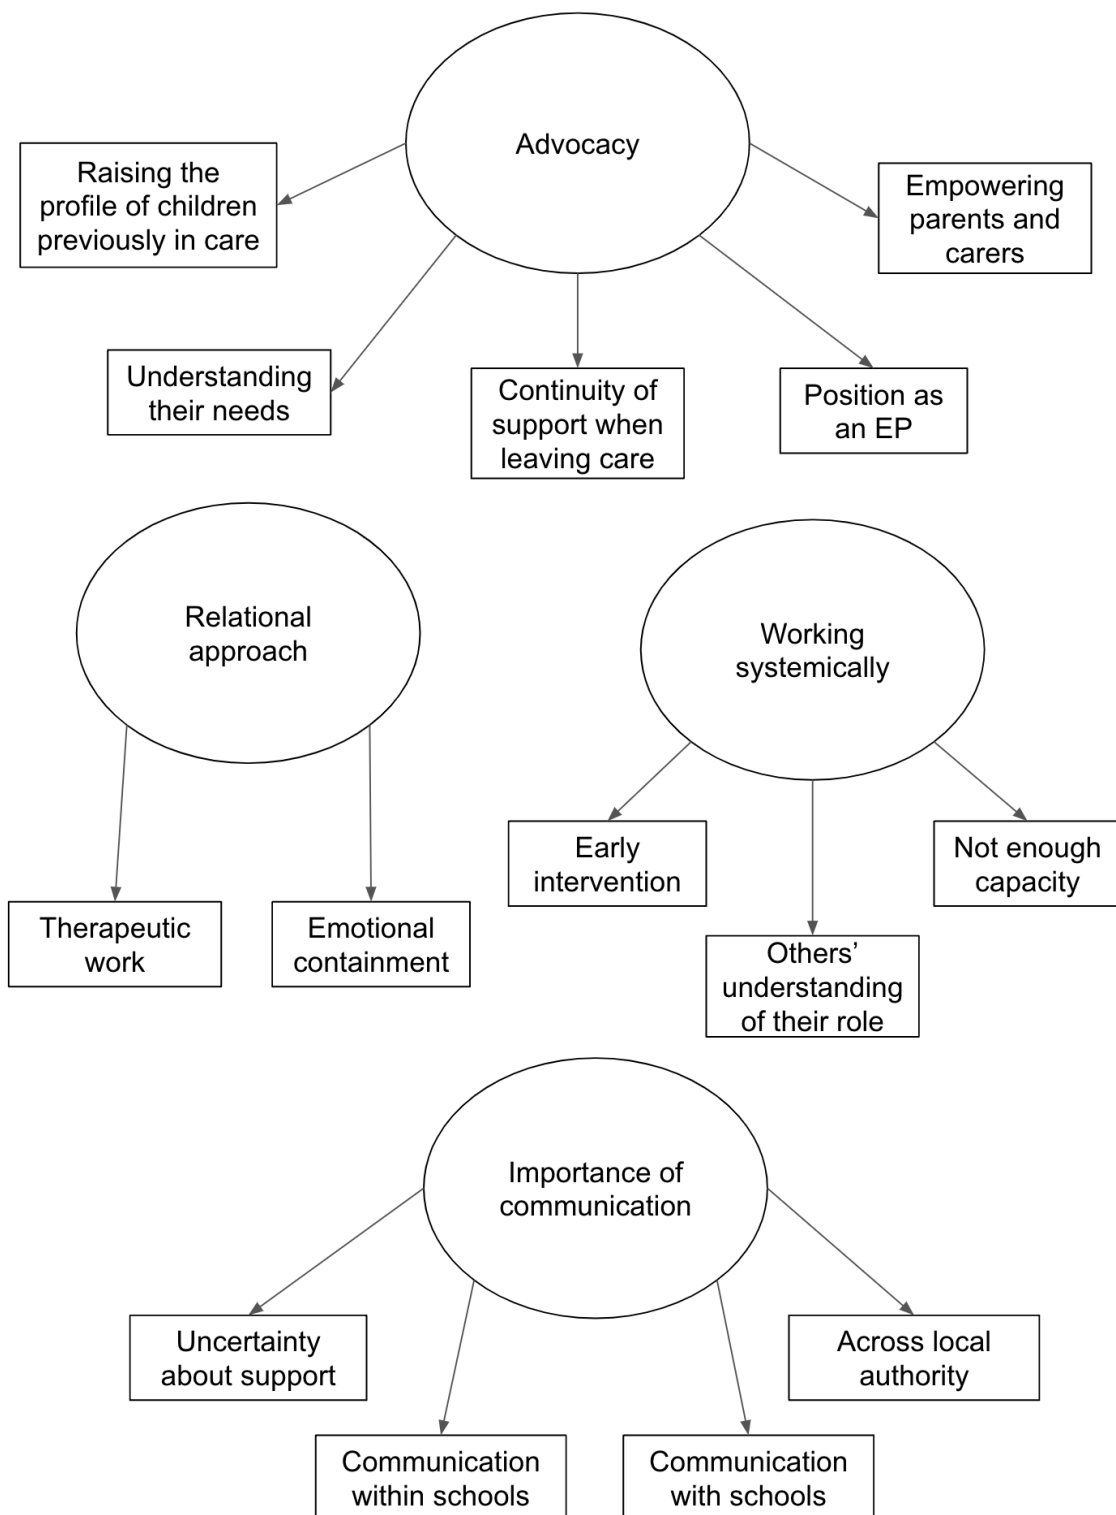 Advocacy
Raising the
profile of children
previously in care
Empowering
parents and
carers
Understanding
their needs
Continuity of
support when
leaving care
Position as
an EP
Relational
approach
Working
systemically
Therapeutic
work
Emotional
containment
Early
intervention
Others’
understanding
of their role
Not enough
capacity
Importance of
communication
Uncertainty
about support
Communication
within schools
Communication
with schools
Across local
authority